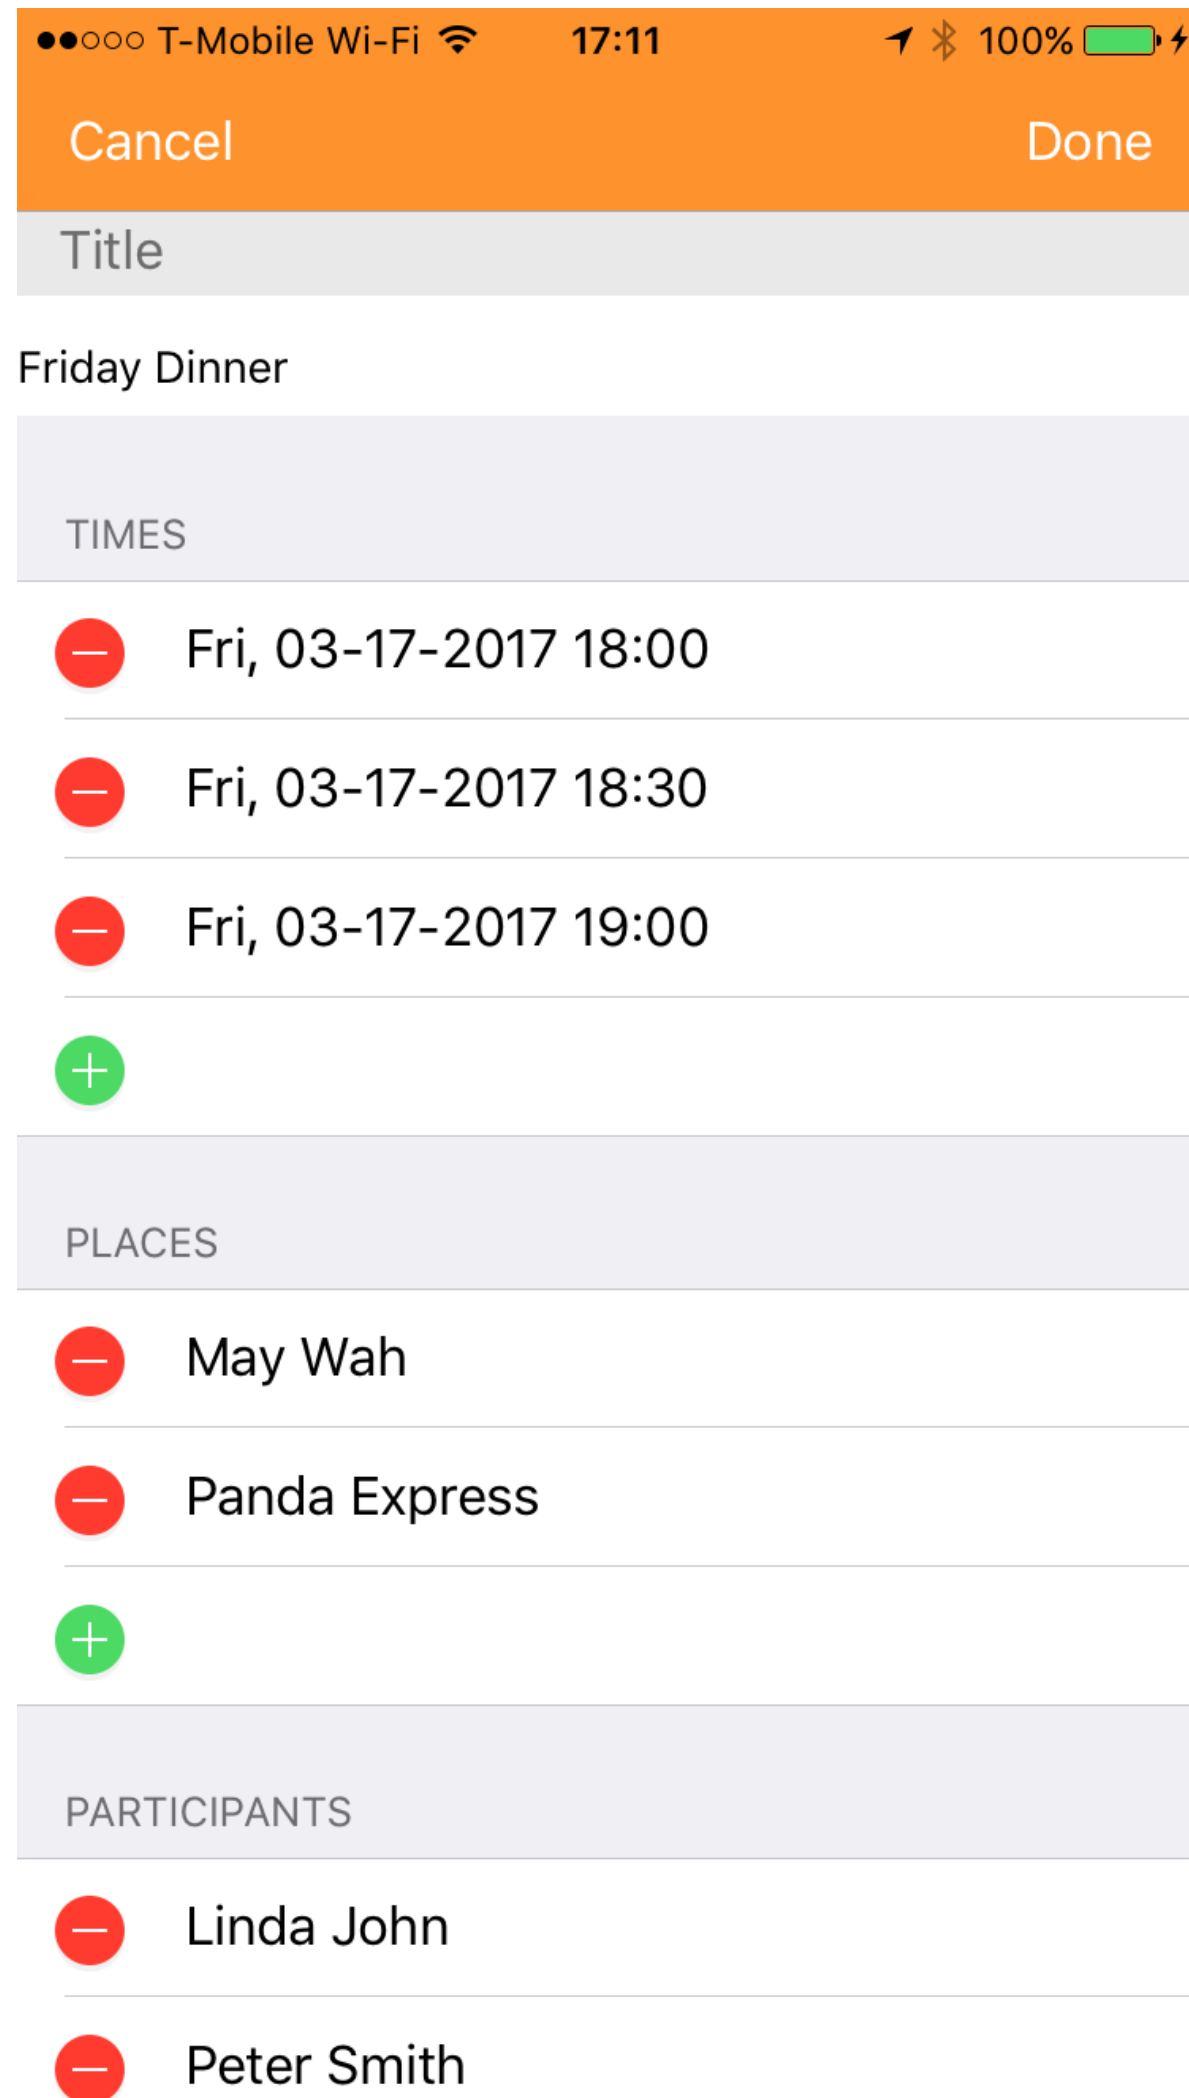 T-Mobile Wi-Fi 17:11 100%
Cancel Done
Title
Friday Dinner
TIMES
Fri, 03-17-2017 18:00
Fri, 03-17-2017 18:30
Fri, 03-17-2017 19:00
PLACES
May Wah
Panda Express
PARTICIPANTS
Linda John
Peter Smith